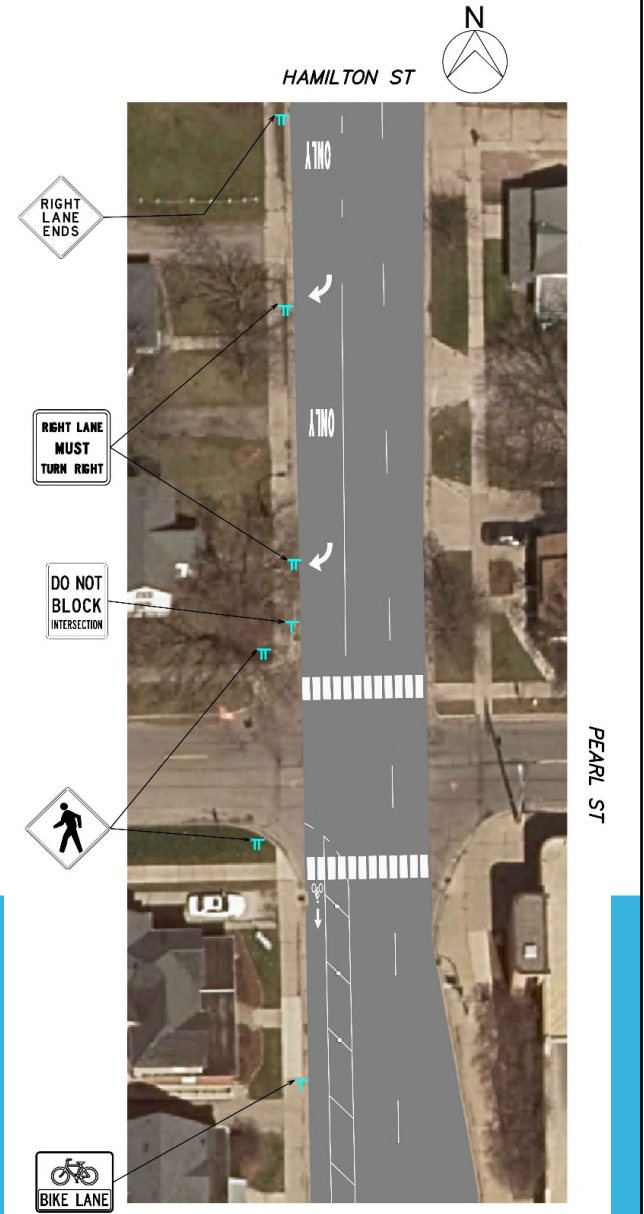 N
HAMILTON ST
ONLY
RIGHT
LANE
ENDS
ONLY
RIGHT LANE
MUST
TURN RIGHT
DO NOT
BLOCK
INTERSECTION
PEARL ST
BIKE LANE